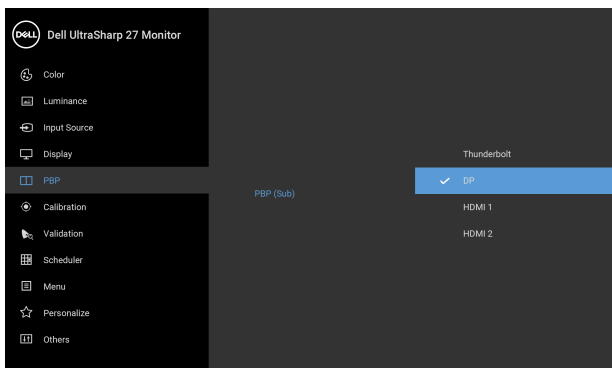 DELL Dell UltraSharp 27 Monitor
Color
Luminance
Input Source
Display
PBP
Calibration
Validation
Scheduler
Menu
Personalize
Others
PBP (Sub)
Thunderbolt
DP
HDMI 1
HDMI 2